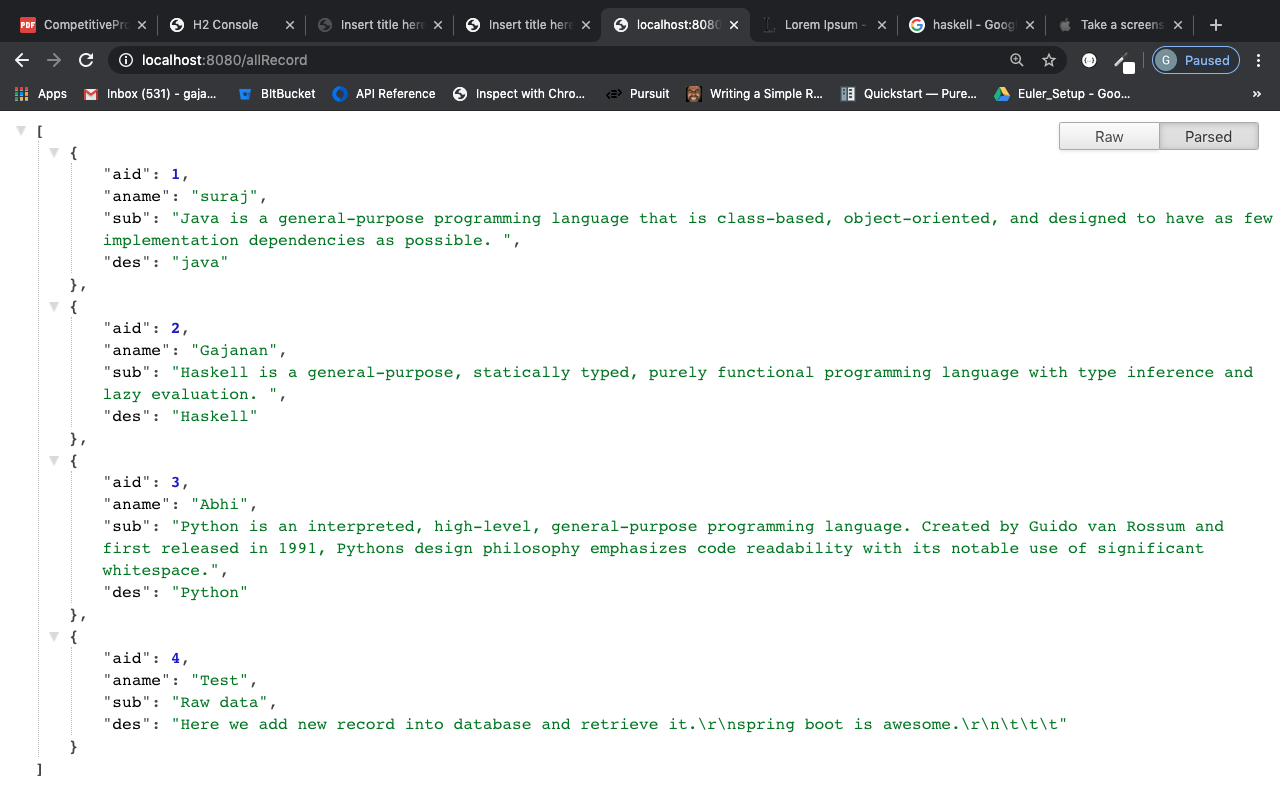 PDF CompetitivePro
H2 Console
Insert title here
Insert title here
localhost:8080
Lorem Ipsum -
haskell - Goog
Take a screens
localhost:8080/allRecord
G Paused
Apps
Inbox (531) - gaja...
BitBucket
API Reference
Inspect with Chro...
Pursuit
Writing a Simple R...
Quickstart — Pure...
Euler_Setup - Goo...
»
Raw
Parsed
[
{
"aid": 1,
"aname": "suraj",
"sub": "Java is a general-purpose programming language that is class-based, object-oriented, and designed to have as few
implementation dependencies as possible. ",
"des": "java"
},
{
"aid": 2,
"aname": "Gajanan",
"sub": "Haskell is a general-purpose, statically typed, purely functional programming language with type inference and
lazy evaluation. ",
"des": "Haskell"
},
{
"aid": 3,
"aname": "Abhi",
"sub": "Python is an interpreted, high-level, general-purpose programming language. Created by Guido van Rossum and
first released in 1991, Pythons design philosophy emphasizes code readability with its notable use of significant
whitespace.",
"des": "Python"
},
{
"aid": 4,
"aname": "Test",
"sub": "Raw data",
"des": "Here we add new record into database and retrieve it.\r\nspring boot is awesome.\r\n\t\t\t"
}
]